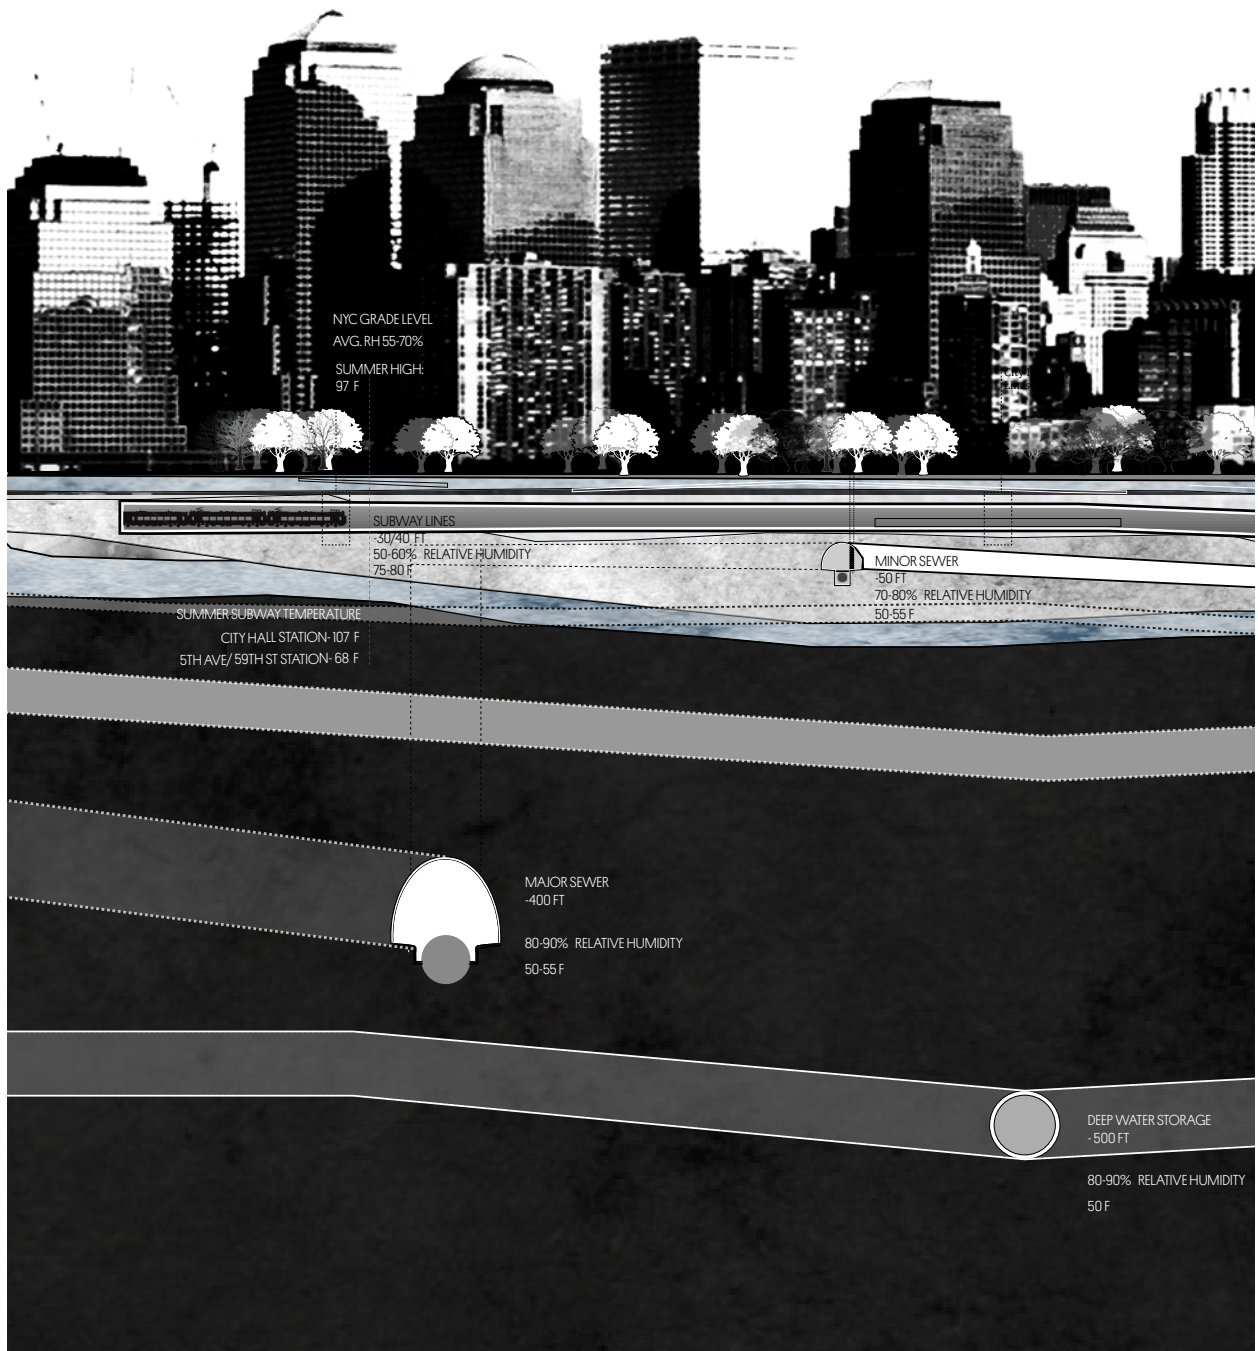 NYC GRADE LEVEL
AVG. RH 55-70%
SUMMER HIGH:
97 F
City
Lines
SUBWAY LINES
-30/40 FT
50-60% RELATIVE HUMIDITY
75-80 F
MINOR SEWER
-50 FT
70-80% RELATIVE HUMIDITY
50-55 F
SUMMER SUBWAY TEMPERATURE
CITY HALL STATION-107 F
5TH AVE/ 59TH ST STATION- 68 F
MAJOR SEWER
-400 FT
80-90% RELATIVE HUMIDITY
50-55 F
DEEP WATER STORAGE
- 500 FT
80-90% RELATIVE HUMIDITY
50 F